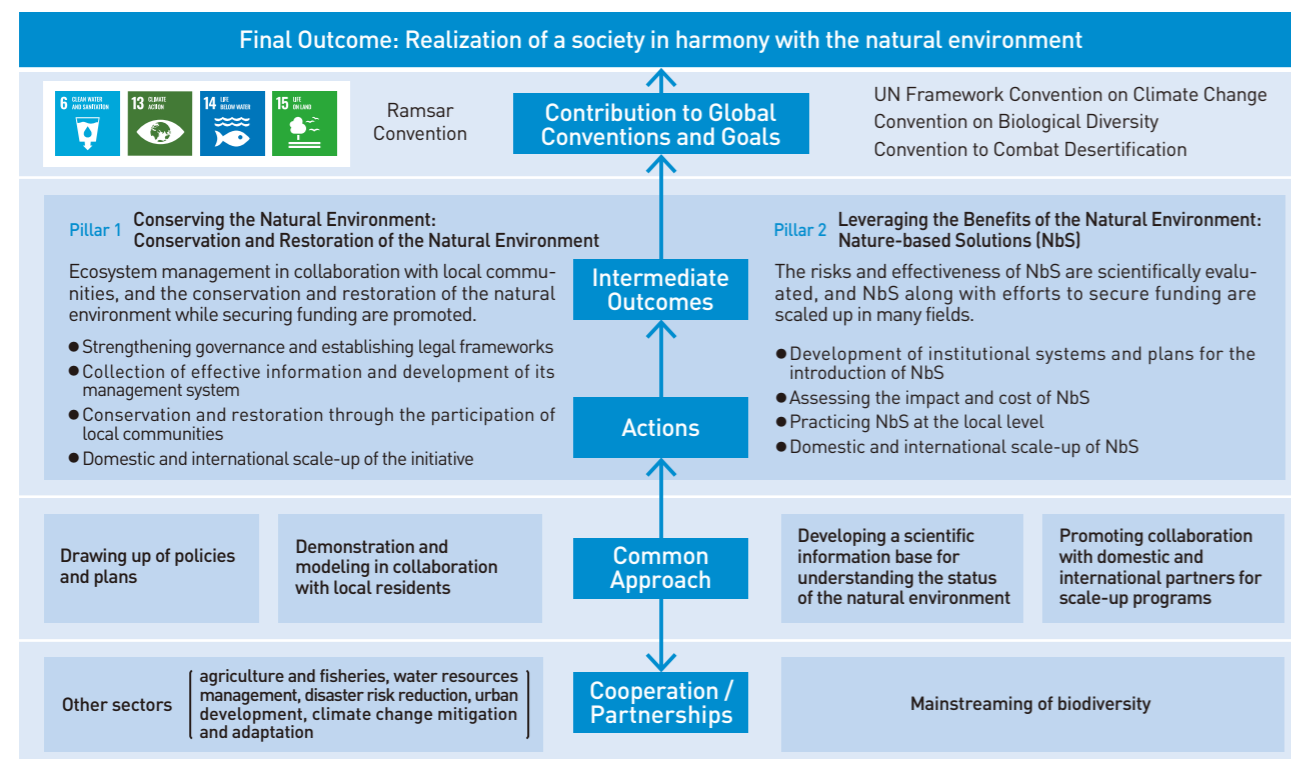 Final Outcome: Realization of a society in harmony with the natural environment
6 CLEAN WATER
AND SANITATION
13 CLIMATE
ACTION
14 LIFE
BELOW WATER
15 LIFE
ON LAND
Ramsar
Convention
Contribution to Global
Conventions and Goals
UN Framework Convention on Climate Change
Convention on Biological Diversity
Convention to Combat Desertification
Pillar 1
Conserving the Natural Environment:
Conservation and Restoration of the Natural Environment
Ecosystem management in collaboration with local commu-
nities, and the conservation and restoration of the natural
environment while securing funding are promoted.
●Strengthening governance and establishing legal frameworks
●Collection of effective information and development of its
management system
●Conservation and restoration through the participation of
local communities
●Domestic and international scale-up of the initiative
Intermediate
Outcomes
Actions
Pillar 2
Leveraging the Benefits of the Natural Environment:
Nature-based Solutions (NbS)
The risks and effectiveness of NbS are scientifically evalu-
ated, and NbS along with efforts to secure funding are
scaled up in many fields.
●Development of institutional systems and plans for the
introduction of NbS
●Assessing the impact and cost of NbS
●Practicing NbS at the local level
●Domestic and international scale-up of NbS
Drawing up of policies
and plans
Demonstration and
modeling in collaboration
with local residents
Common
Approach
Developing a scientific
information base for
understanding the status
of the natural environment
Promoting collaboration
with domestic and
international partners for
scale-up programs
Other sectors
agriculture and fisheries, water resources
management, disaster risk reduction, urban
development, climate change mitigation
and adaptation
Cooperation /
Partnerships
Mainstreaming of biodiversity